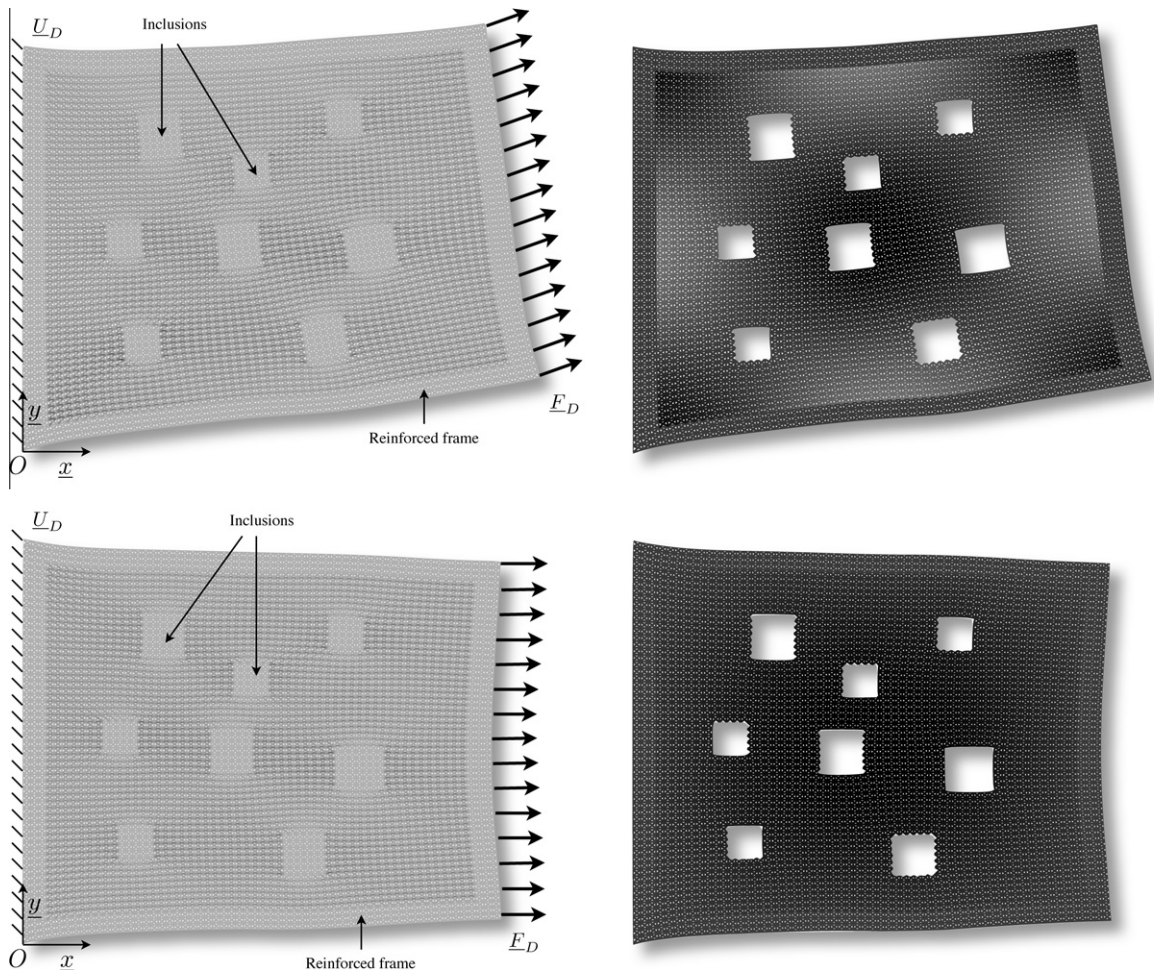 U_D
Inclusions
F_D
y
Reinforced frame
O
x
U_D
Inclusions
y
F_D
O
x
Reinforced frame